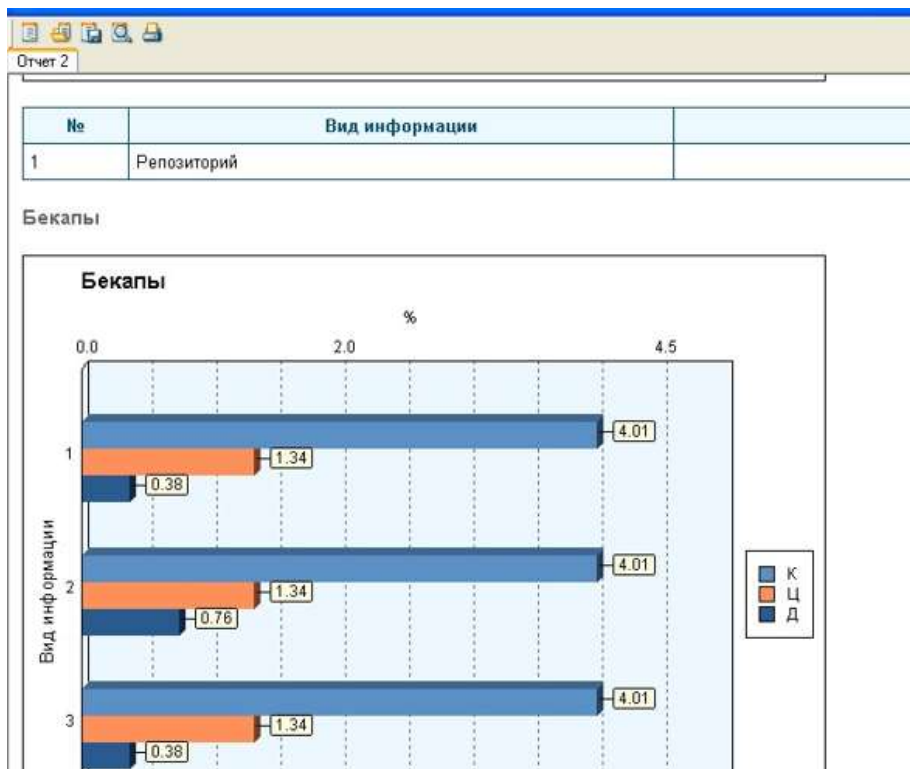 Отчет 2
№ Вид информации
1 Репозиторий
Бекапы
Бекапы
%
0.0 2.0 4.5
4.01
1
1.34
0.38
Вид информации
4.01
2
1.34
0.76
К
Ц
Д
4.01
3
1.34
0.38